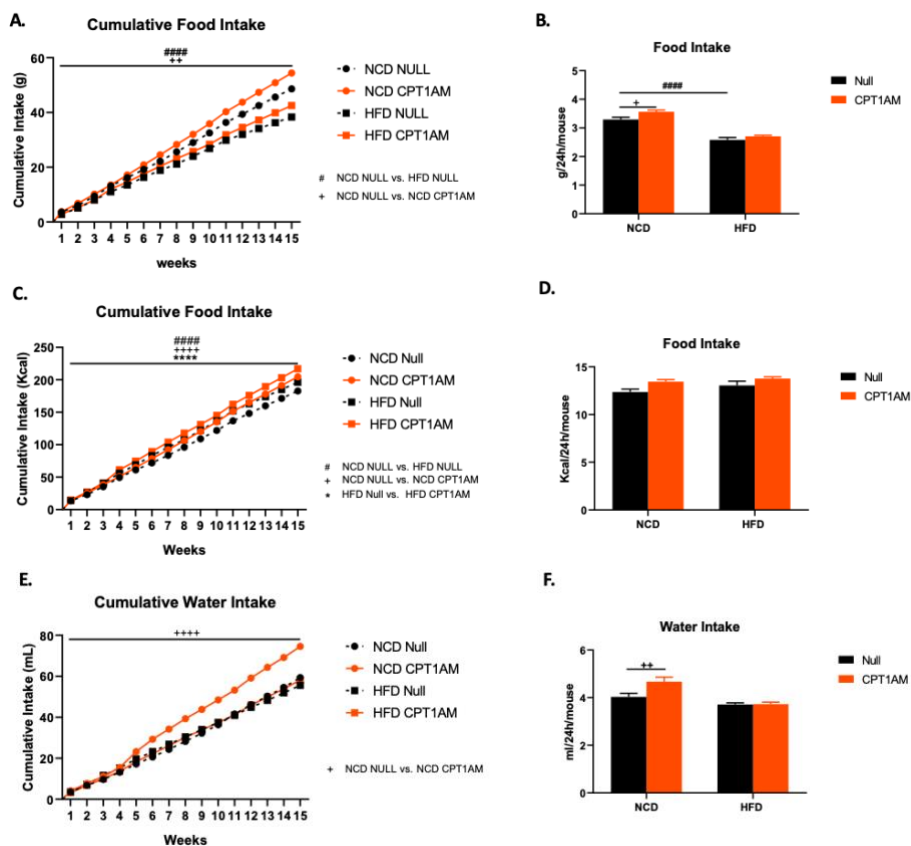 A.
Cumulative Food Intake
####
++
Cumulative Intake (g)
60
40
20
0
1 2 3 4 5 6 7 8 9 10 11 12 13 14 15
weeks
NCD NULL
NCD CPT1AM
HFD NULL
HFD CPT1AM
# NCD NULL vs. HFD NULL
+ NCD NULL vs. NCD CPT1AM
B.
Food Intake
####
+
g/24h/mouse
5
4
3
2
1
0
NCD HFD
Null
CPT1AM
C.
Cumulative Food Intake
####
++++
****
Cumulative Intake (Kcal)
250
200
150
100
50
0
1 2 3 4 5 6 7 8 9 10 11 12 13 14 15
Weeks
NCD Null
NCD CPT1AM
HFD Null
HFD CPT1AM
# NCD NULL vs. HFD NULL
+ NCD NULL vs. NCD CPT1AM
* HFD Null vs. HFD CPT1AM
D.
Food Intake
Kcal/24h/mouse
15
10
5
0
NCD HFD
Null
CPT1AM
E.
Cumulative Water Intake
++++
Cumulative Intake (mL)
80
60
40
20
0
1 2 3 4 5 6 7 8 9 10 11 12 13 14 15
Weeks
NCD Null
NCD CPT1AM
HFD Null
HFD CPT1AM
+ NCD NULL vs. NCD CPT1AM
F.
Water Intake
++
ml/24h/mouse
6
4
2
0
NCD HFD
Null
CPT1AM